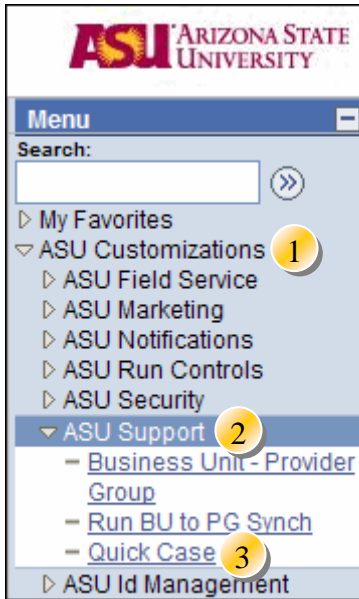 ASU ARIZONA STATE
UNIVERSITY
Menu
Search:
My Favorites
ASU Customizations 1
ASU Field Service
ASU Marketing
ASU Notifications
ASU Run Controls
ASU Security
ASU Support 2
Business Unit - Provider
Group
Run BU to PG Synch
Quick Case 3
ASU Id Management